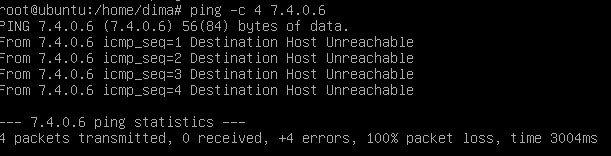 root@ubuntu:/home/dima# ping -c 4 7.4.0.6
PING 7.4.0.6 (7.4.0.6) 56(84) bytes of data.
From 7.4.0.6 icmp_seq=1 Destination Host Unreachable
From 7.4.0.6 icmp_seq=2 Destination Host Unreachable
From 7.4.0.6 icmp_seq=3 Destination Host Unreachable
From 7.4.0.6 icmp_seq=4 Destination Host Unreachable
--- 7.4.0.6 ping statistics ---
4 packets transmitted, 0 received, +4 errors, 100% packet loss, time 3004ms